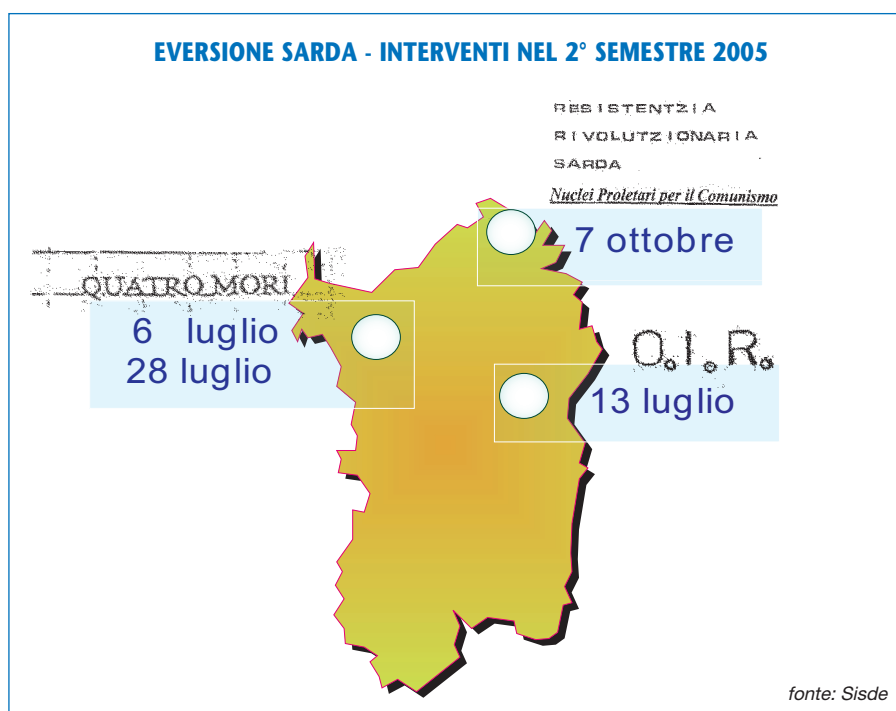 EVERSIONE SARDA - INTERVENTI NEL 2° SEMESTRE 2005
RESISTENTZIA
RIVOLUTZIONARIA
SARDA
Nuclei Proletari per il Comunismo
7 ottobre
QUATRO MORI
6 luglio
28 luglio
O.I.R.
13 luglio
fonte: Sisde